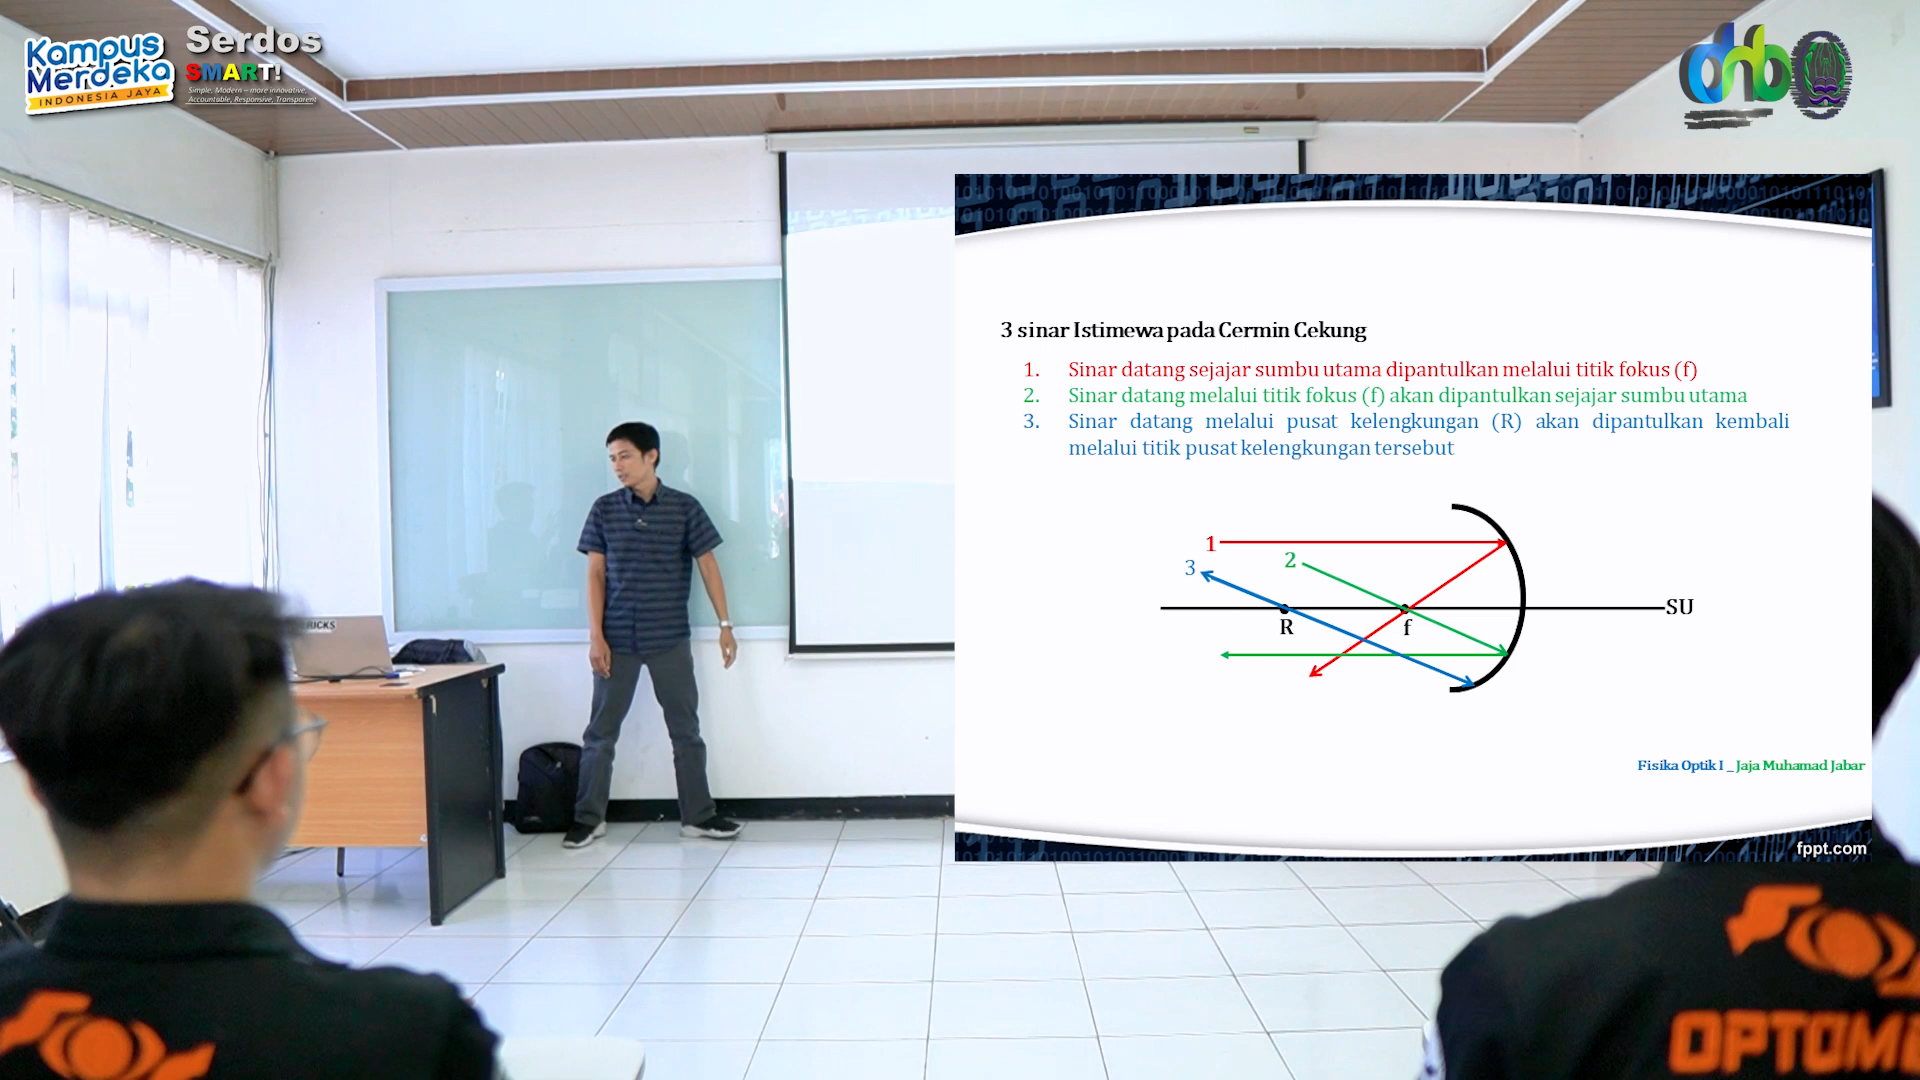 Kampus
Merdeka
INDONESIA JAYA
Serdos
SMART!
Simple, Modern – more innovative,
Accountable, Responsive, Transparent
3 sinar Istimewa pada Cermin Cekung
1. Sinar datang sejajar sumbu utama dipantulkan melalui titik fokus (f)
2. Sinar datang melalui titik fokus (f) akan dipantulkan sejajar sumbu utama
3. Sinar datang melalui pusat kelengkungan (R) akan dipantulkan kembali
melalui titik pusat kelengkungan tersebut
1
2
3
SU
R
f
Fisika Optik I _ Jaja Muhamad Jabar
fppt.com